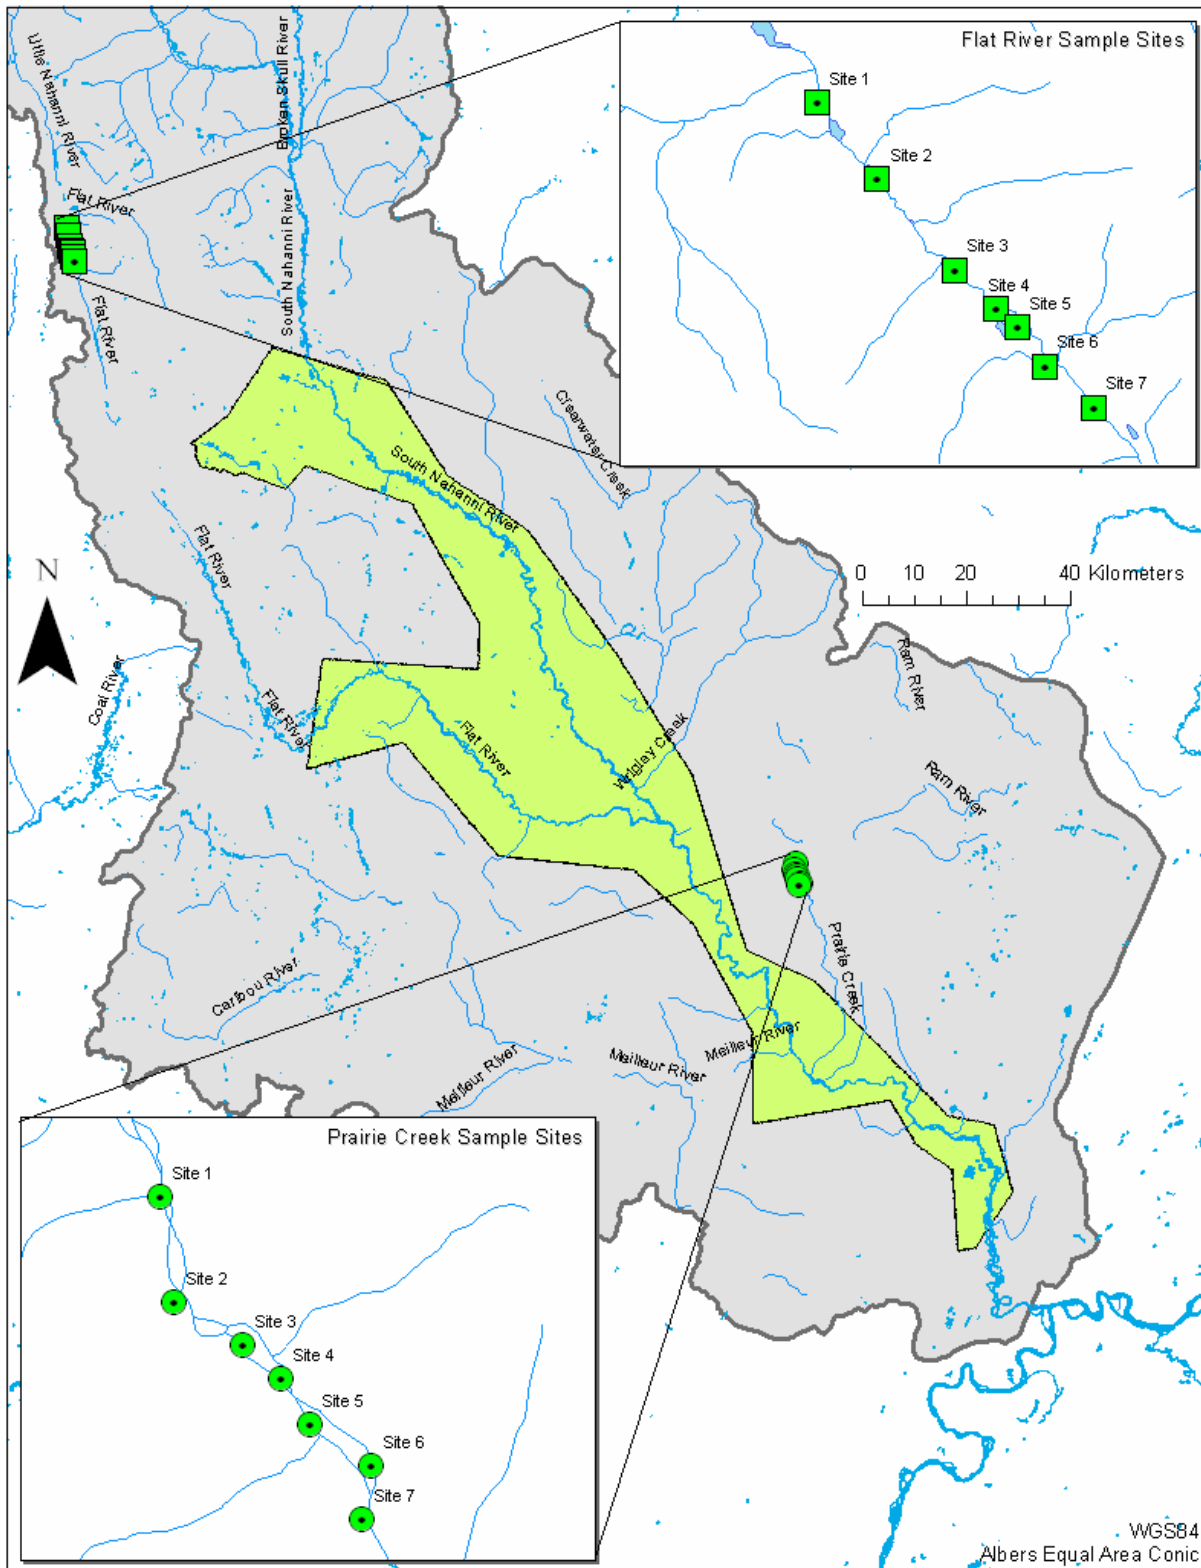 Flat River Sample Sites
Site 1
Site 2
Site 3
Site 4
Site 5
Site 6
Site 7
Little Nahanni River
Broken Skull River
Flat River
South Nahanni River
Flat River
Clearwater Creek
South Nahanni River
Flat River
N
0 10 20 40 Kilometers
Coal River
Ram River
Flat River
Flat River
Wrigley Creek
Ram River
Prairie Creek
Caribou River
Meilleur River
Meilleur River
Meilleur River
Prairie Creek Sample Sites
Site 1
Site 2
Site 3
Site 4
Site 5
Site 6
Site 7
WGS84
Albers Equal Area Conic